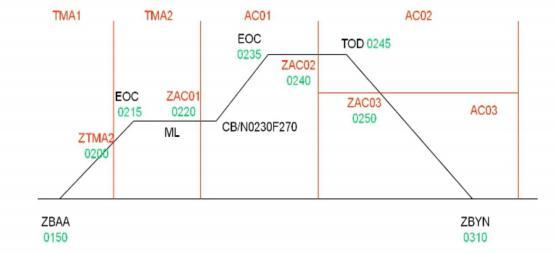 TMA1 TMA2 AC01 AC02
EOC
0235
TOD 0245
ZAC02
0240
EOC
0215
ZAC01
0220
ZAC03
0250
AC03
ZTMA2
0200
ML
CB/N0230F270
ZBAA
0150
ZBYN
0310